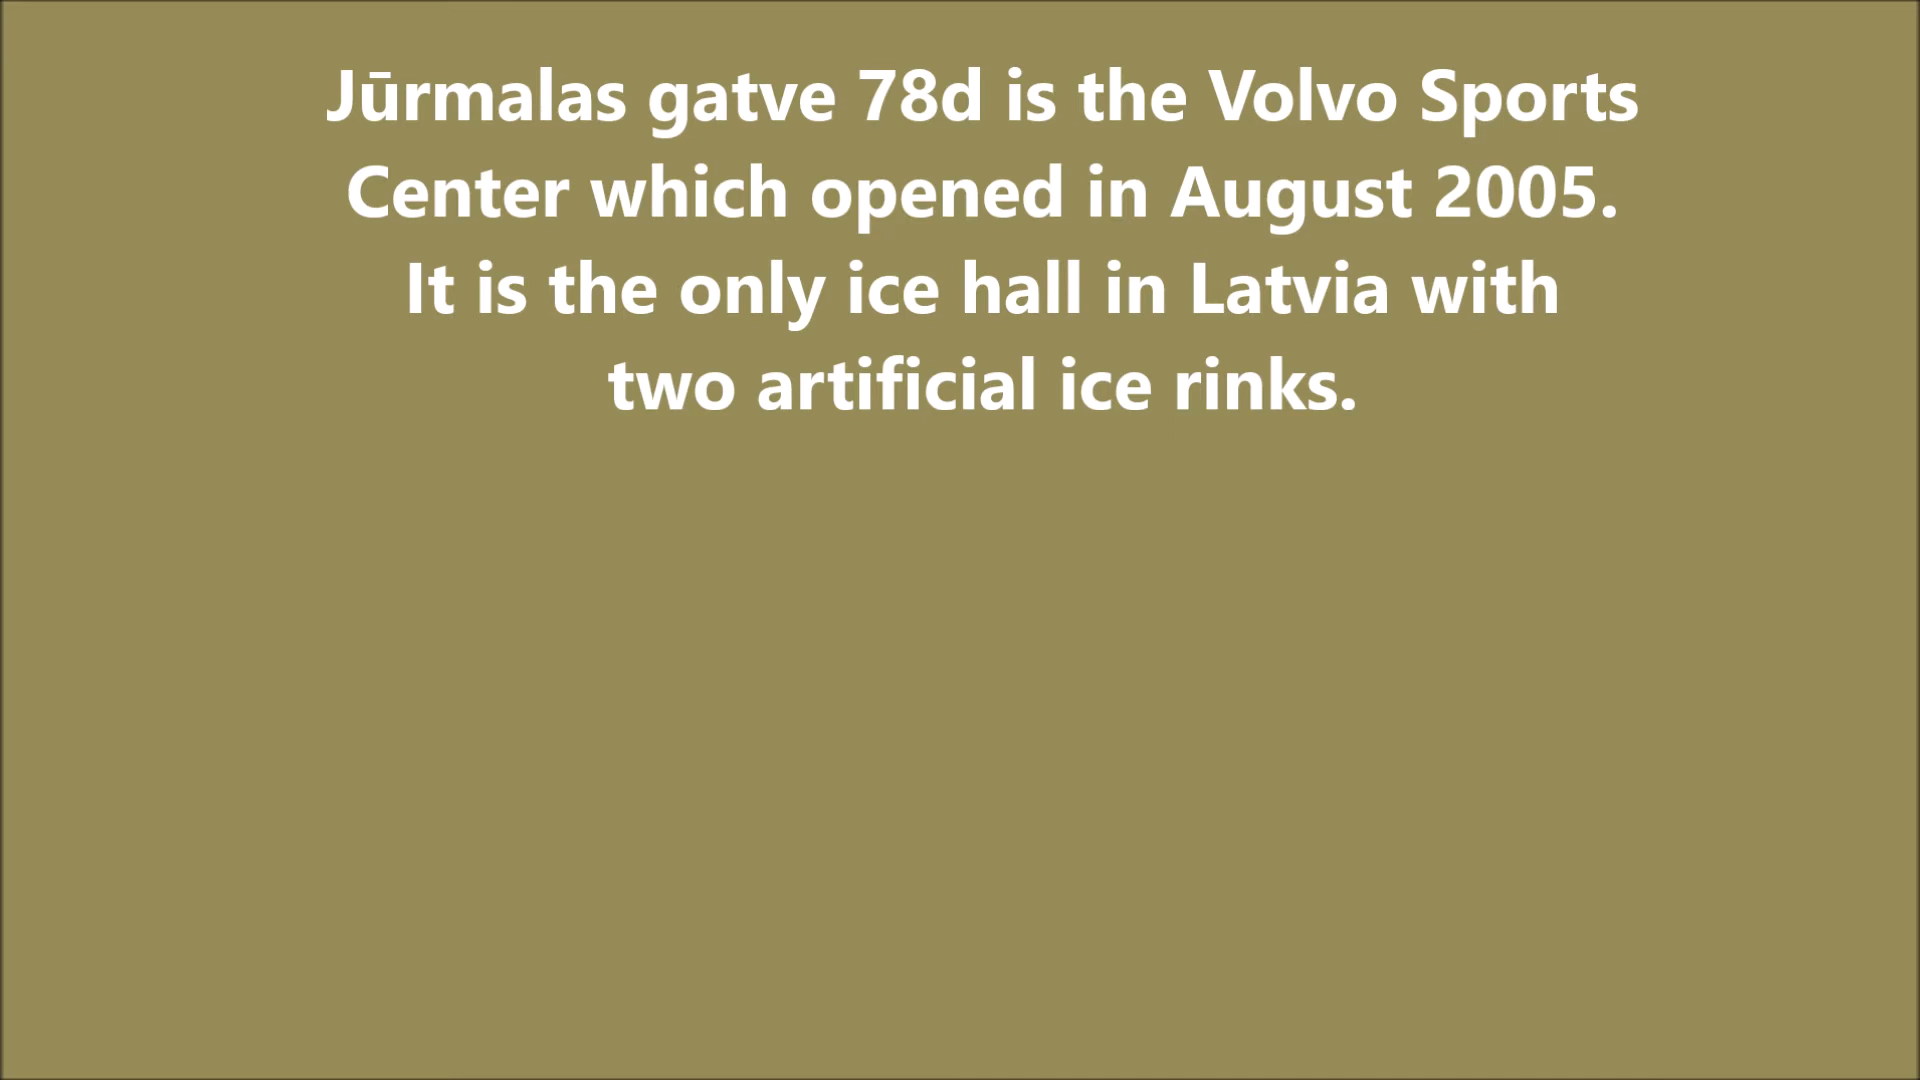 Jūrmalas gatve 78d is the Volvo Sports
Center which opened in August 2005.
It is the only ice hall in Latvia with
two artificial ice rinks.